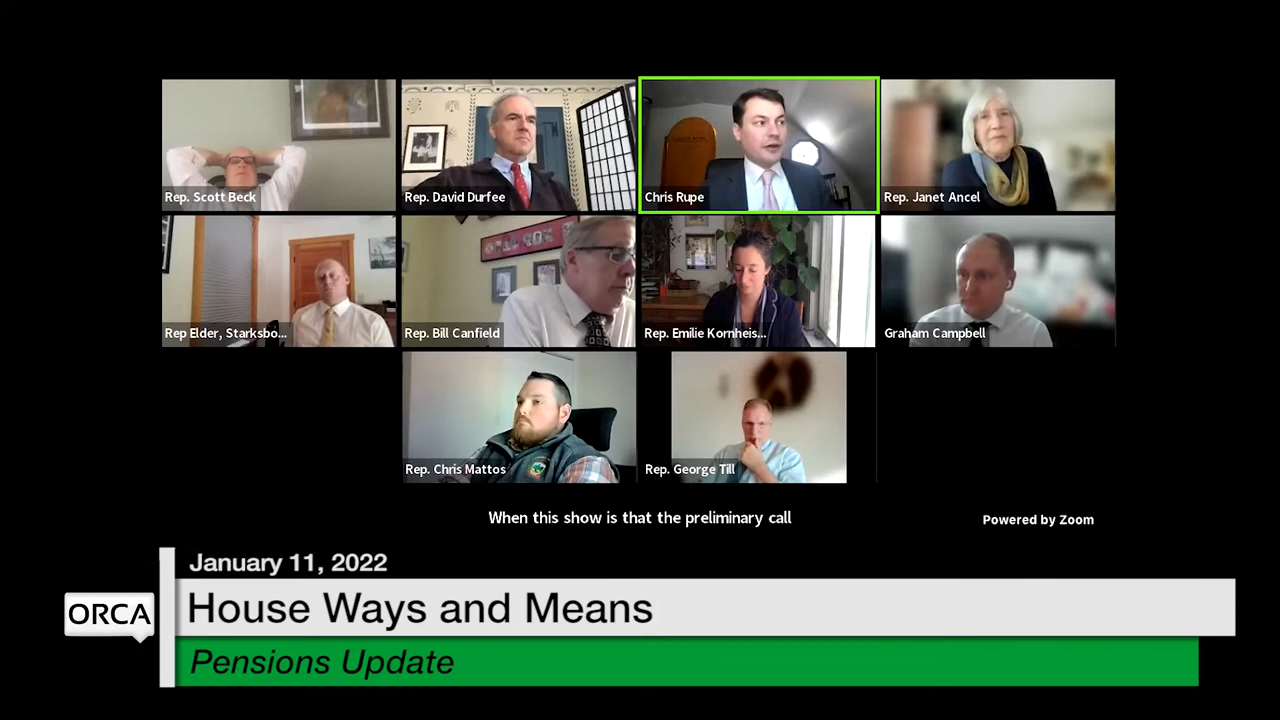 Rep. Scott Beck
Rep. David Durfee
Chris Rupe
Rep. Janet Ancel
Rep Elder, Starksbo...
Rep. Bill Canfield
Rep. Emilie Kornheis...
Graham Campbell
Rep. Chris Mattos
Rep. George Till
When this show is that the preliminary call
Powered by Zoom
January 11, 2022
ORCA
House Ways and Means
Pensions Update